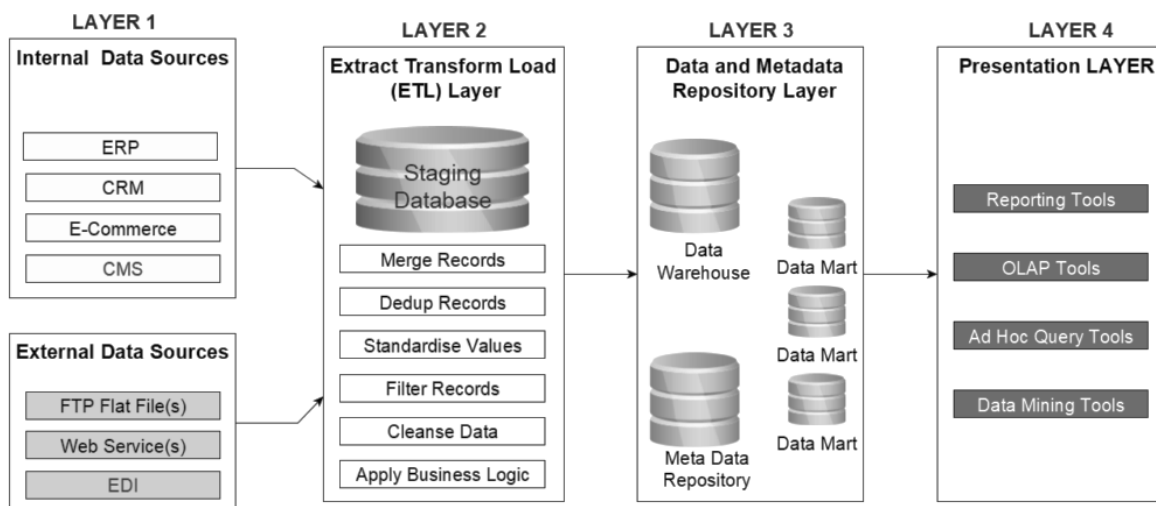 LAYER 1
Internal Data Sources
ERP
CRM
E-Commerce
CMS
External Data Sources
FTP Flat File(s)
Web Service(s)
EDI
LAYER 2
Extract Transform Load
(ETL) Layer
Staging
Database
Merge Records
Dedup Records
Standardise Values
Filter Records
Cleanse Data
Apply Business Logic
LAYER 3
Data and Metadata
Repository Layer
Data
Warehouse
Data Mart
Data Mart
Data Mart
Meta Data
Repository
LAYER 4
Presentation LAYER
Reporting Tools
OLAP Tools
Ad Hoc Query Tools
Data Mining Tools